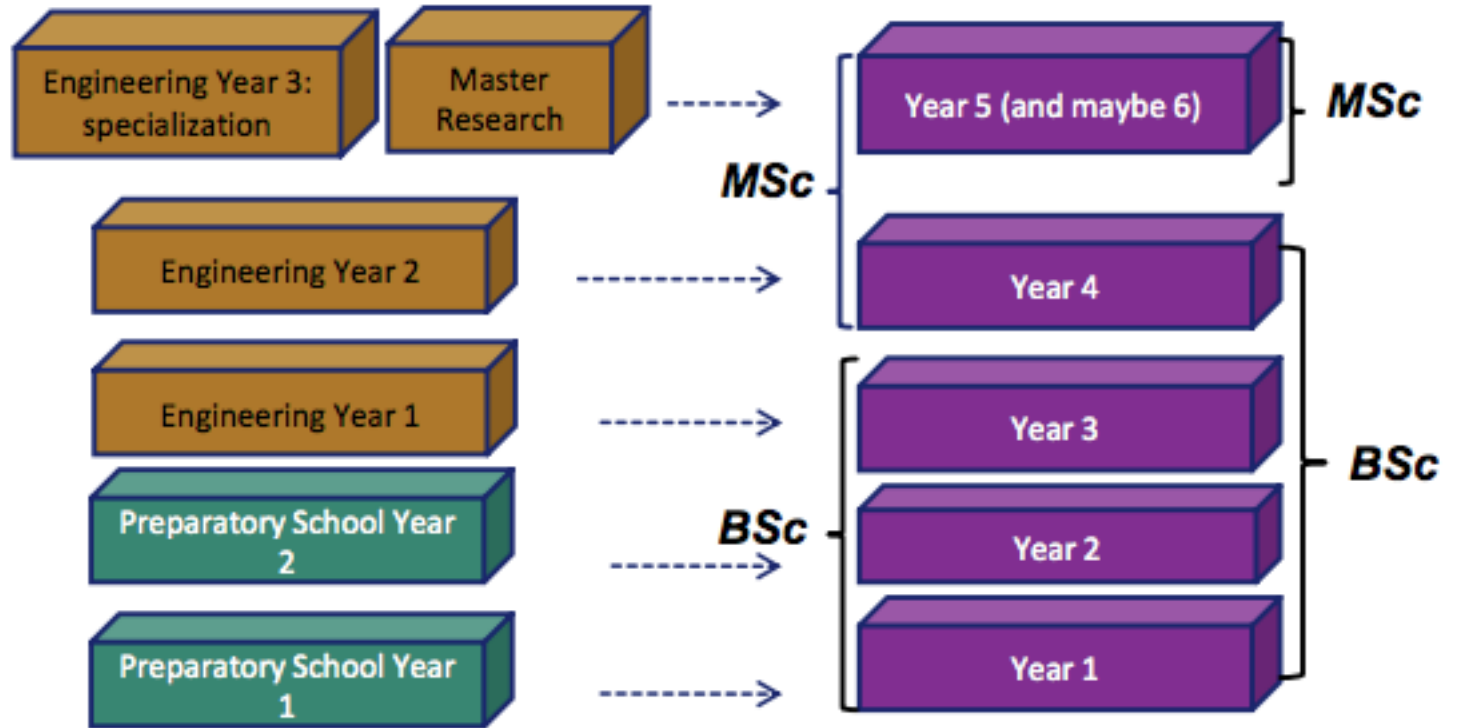 Engineering Year 3:
specialization
Master
Research
Year 5 (and maybe 6)
MSc
MSc
Engineering Year 2
Year 4
Engineering Year 1
Year 3
BSc
Preparatory School Year
2
BSc
Year 2
Preparatory School Year
1
Year 1